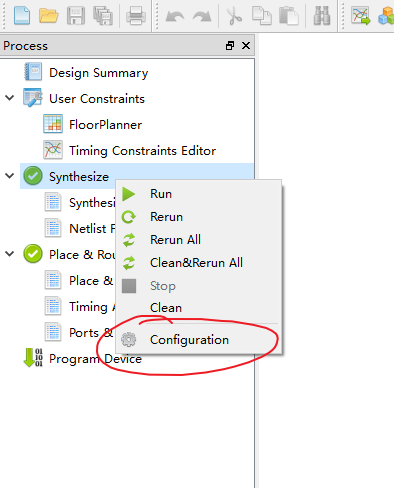 Process
Design Summary
User Constraints
FloorPlanner
Timing Constraints Editor
Synthesize
Synthesi
Run
Netlist F
Rerun
Rerun All
Place & Rou
Clean&Rerun All
Place &
Stop
Timing A
Clean
Ports &
Configuration
Program Device